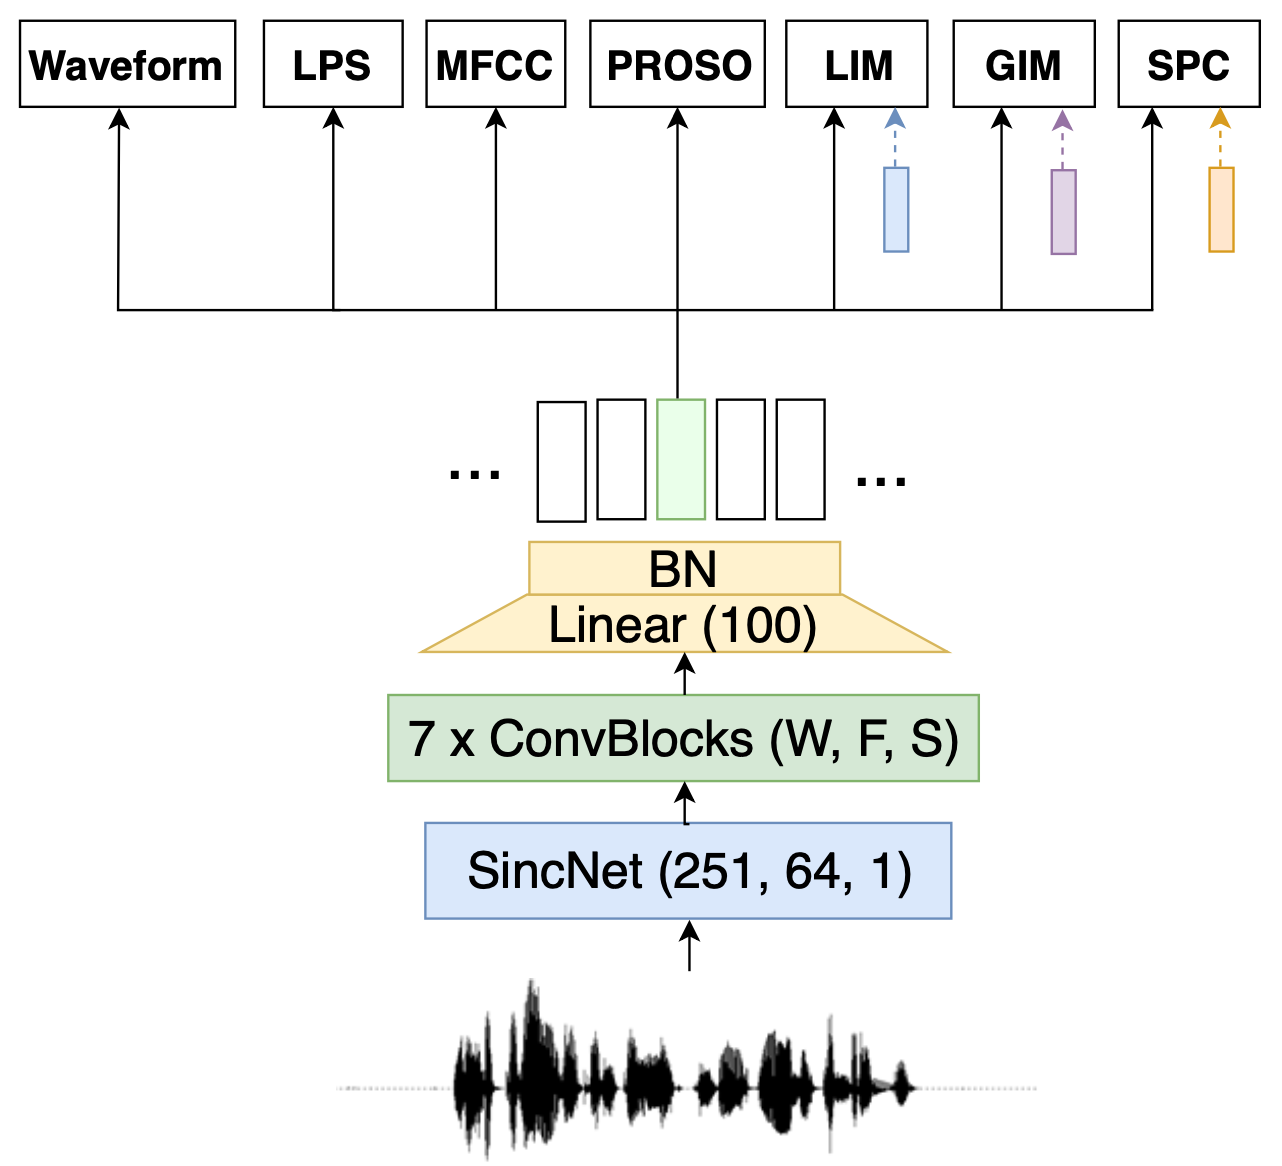 Waveform LPS MFCC PROSO LIM GIM SPC
... ...
BN
Linear (100)
7 x ConvBlocks (W, F, S)
SincNet (251, 64, 1)